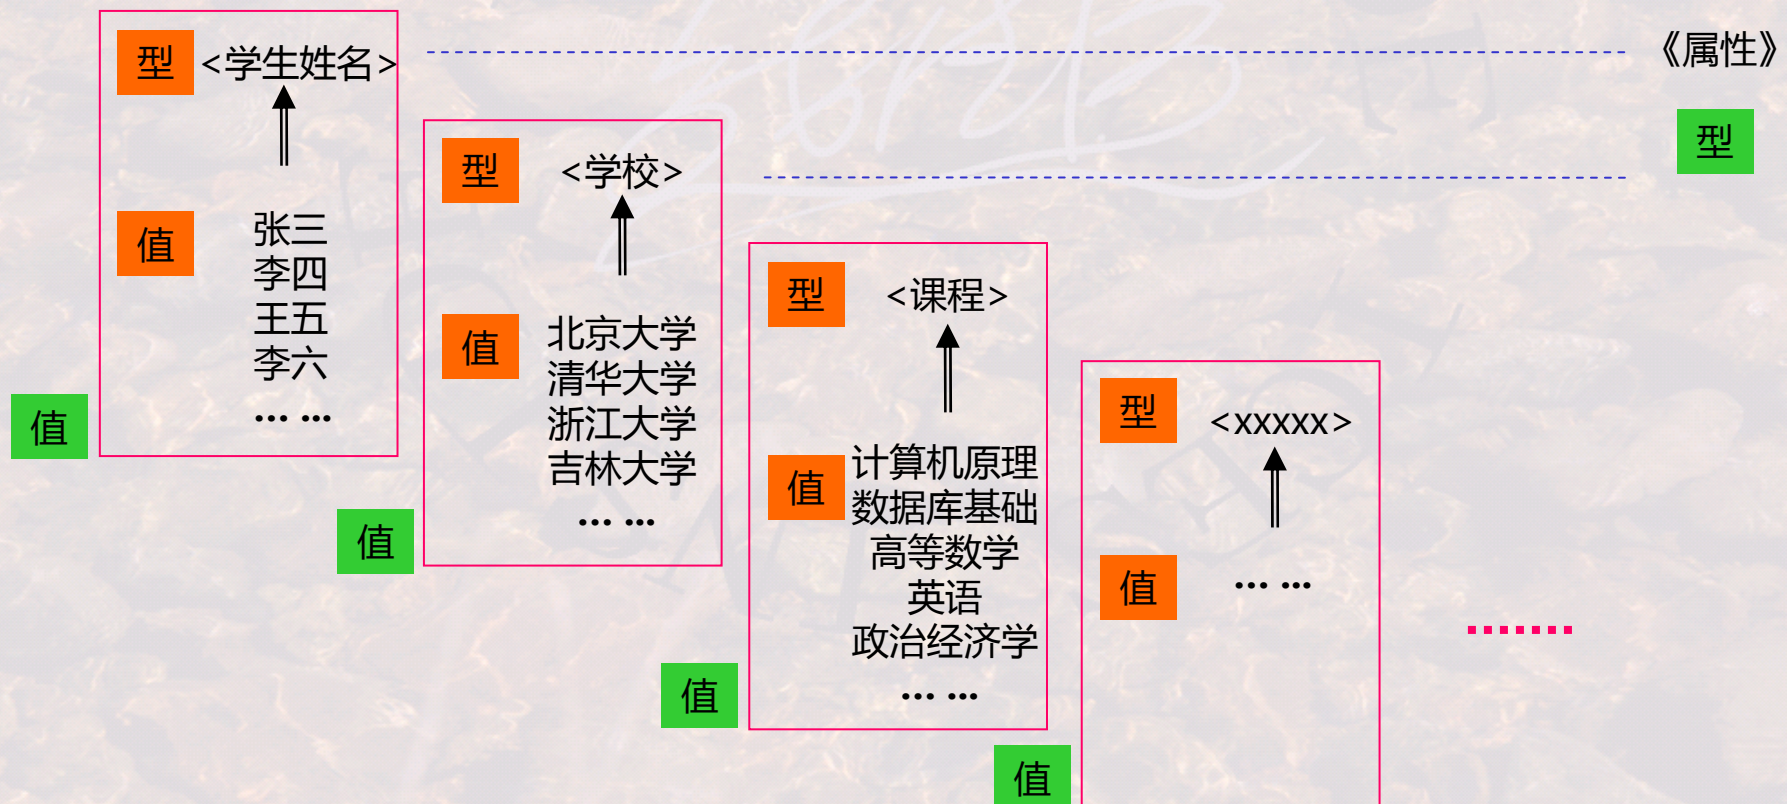 型 <学生姓名>
《属性》
型
型 <学校>
值
张三
李四
王五
李六
... ...
值
型 <课程>
值
北京大学
清华大学
浙江大学
吉林大学
... ...
值
型 <xxxxx>
值
计算机原理
数据库基础
高等数学
英语
政治经济学
... ...
值
值
... ...
值